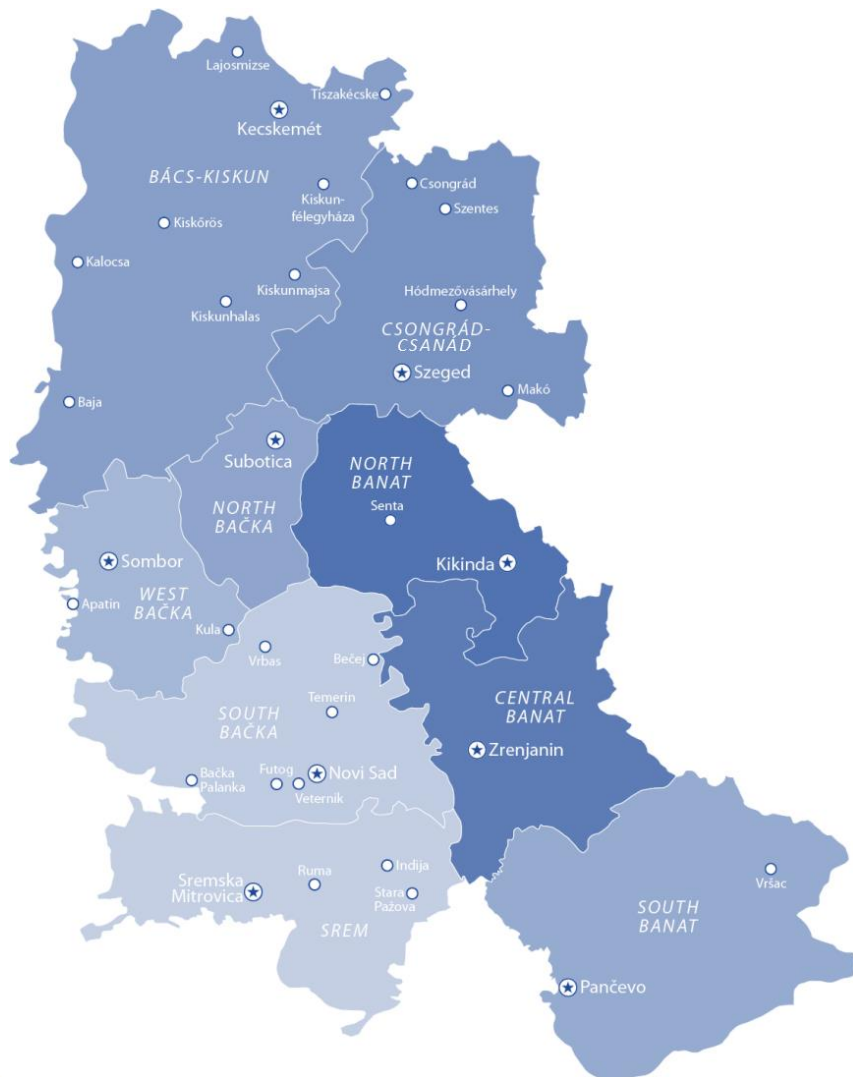 Lajosmizse
Tiszakécske
Kecskemét
BÁCS-KISKUN
Kiskun-
félegyháza
Csongrád
Szentes
Kiskőrös
Kalocsa
Kiskunmajsa
Kiskunhalas
Hódmezővásárhely
CSONGRÁD-
CSANÁD
Szeged
Makó
Baja
Subotica
NORTH
BANAT
NORTH
BAČKA
Senta
Sombor
Kikinda
WEST
BAČKA
Apatin
Kula
Vrbas
Bečej
SOUTH
BAČKA
Temerin
CENTRAL
BANAT
Zrenjanin
Bačka
Palanka
Futog
Novi Sad
Veternik
Sremska
Mitrovica
Ruma
Inđija
Stara
Pažova
SREM
Vršac
SOUTH
BANAT
Pančevo